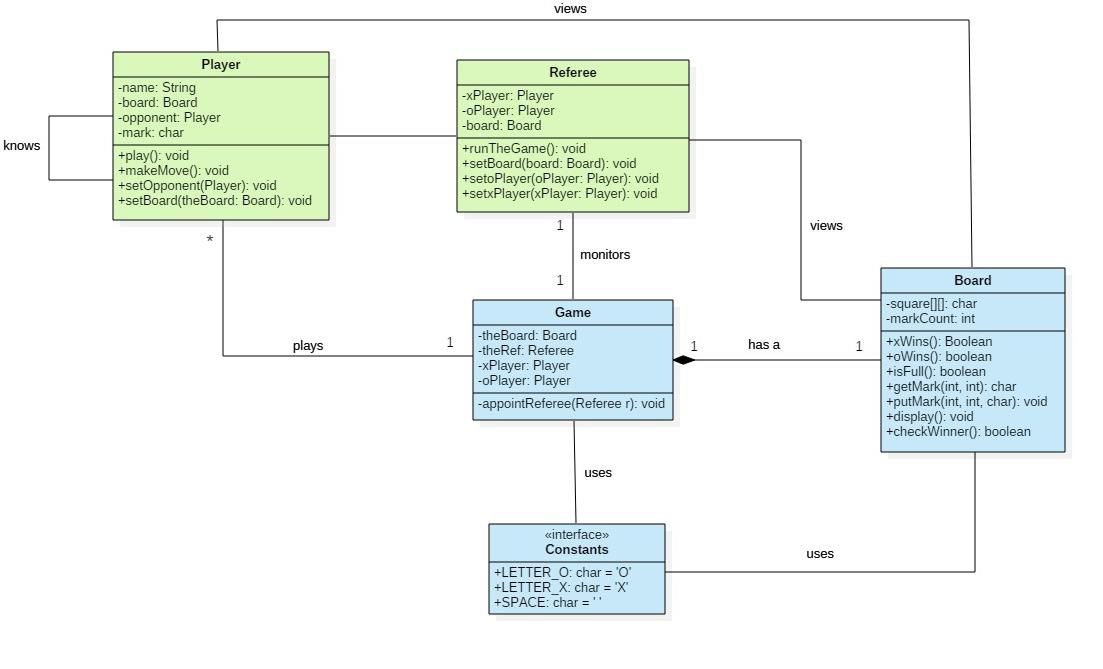 views
Player
-name: String
-board: Board
-opponent: Player
-mark: char
+play(): void
+makeMove(): void
+setOpponent(Player): void
+setBoard(theBoard: Board): void
knows
Referee
-xPlayer: Player
-oPlayer: Player
-board: Board
+runTheGame(): void
+setBoard(board: Board): void
+setoPlayer(oPlayer: Player): void
+setxPlayer(xPlayer: Player): void
views
*
1
monitors
1
plays
1
Game
-theBoard: Board
-theRef: Referee
-xPlayer: Player
-oPlayer: Player
-appointReferee(Referee r): void
1
has a
1
Board
-square[][]: char
-markCount: int
+xWins(): Boolean
+oWins(): boolean
+isFull(): boolean
+getMark(int, int): char
+putMark(int, int, char): void
+display(): void
+checkWinner(): boolean
uses
«interface»
Constants
+LETTER_O: char = 'O'
+LETTER_X: char = 'X'
+SPACE: char = ' '
uses